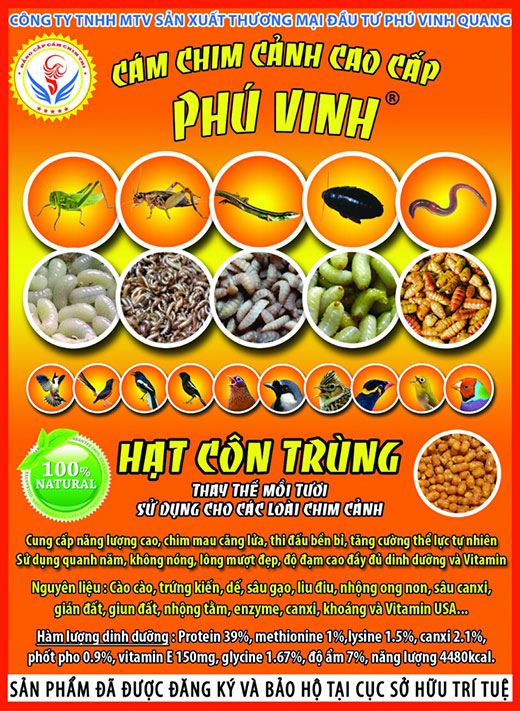 CÔNG TY TNHH MTV SẢN XUẤT THƯƠNG MẠI ĐẦU TƯ PHÚ VINH QUANG
ĐẲNG CẤP CÁM CHIM THI
CÁM CHIM CẢNH CAO CẤP
PHÚ VINH®
100%
NATURAL
HẠT CÔN TRÙNG
THAY THẾ MỒI TƯƠI
SỬ DỤNG CHO CÁC LOÀI CHIM CẢNH
Cung cấp năng lượng cao, chim mau căng lửa, thi đấu bền bỉ, tăng cường thể lực tự nhiên
Sử dụng quanh năm, không nóng, lông mượt đẹp, độ đạm cao đầy đủ dinh dưỡng và Vitamin
Nguyên liệu : Cào cào, trứng kiến, dế, sâu gạo, liu điu, nhộng ong non, sâu canxi,
gián đất, giun đất, nhộng tằm, enzyme, canxi, khoáng và Vitamin USA...
Hàm lượng dinh dưỡng : Protein 39%, methionine 1%,lysine 1.5%, canxi 2.1%,
phốt pho 0.9%, vitamin E 150mg, glycine 1.67%, độ ẩm 7%, năng lượng 4480kcal.
SẢN PHẨM ĐÃ ĐƯỢC ĐĂNG KÝ VÀ BẢO HỘ TẠI CỤC SỞ HỮU TRÍ TUỆ